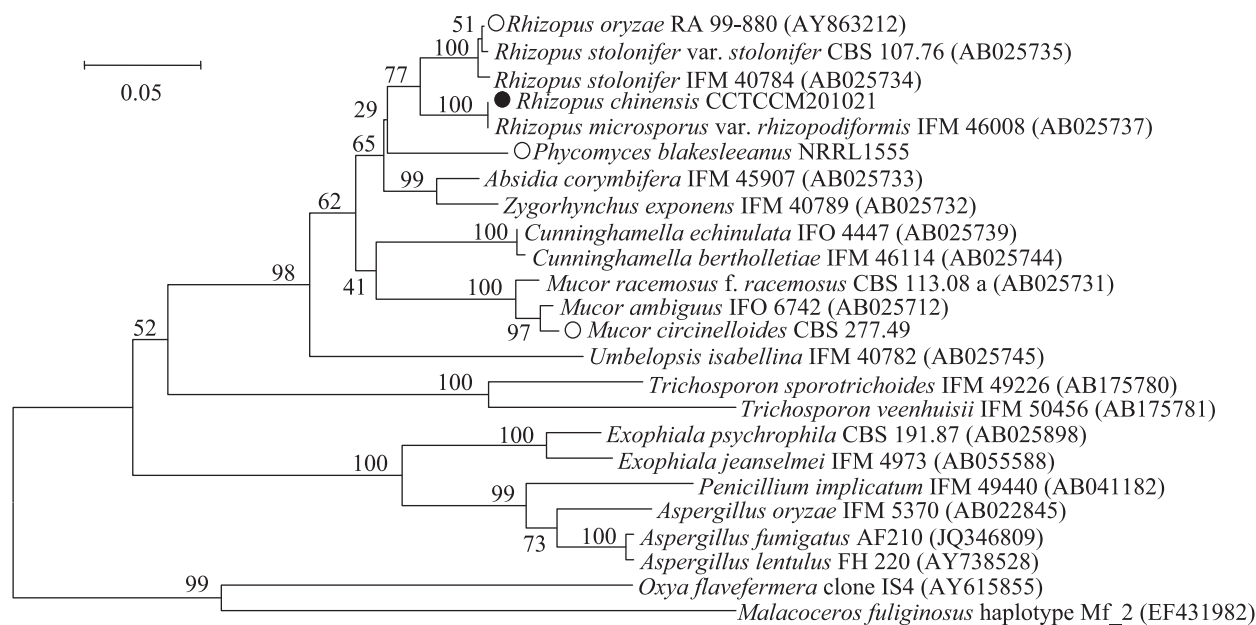 51
Rhizopus oryzae RA 99-880 (AY863212)
100
Rhizopus stolonifer var. stolonifer CBS 107.76 (AB025735)
0.05
77
Rhizopus stolonifer IFM 40784 (AB025734)
100
Rhizopus chinensis CCTCCM201021
29
Rhizopus microsporus var. rhizopodiformis IFM 46008 (AB025737)
65
Phycomyces blakesleeanus NRRL1555
99
Absidia corymbifera IFM 45907 (AB025733)
62
Zygorhynchus exponens IFM 40789 (AB025732)
100
Cunninghamella echinulata IFO 4447 (AB025739)
Cunninghamella bertholletiae IFM 46114 (AB025744)
98
41
100
Mucor racemosus f. racemosus CBS 113.08 a (AB025731)
Mucor ambiguus IFO 6742 (AB025712)
97
Mucor circinelloides CBS 277.49
52
Umbelopsis isabellina IFM 40782 (AB025745)
100
Trichosporon sporotrichoides IFM 49226 (AB175780)
Trichosporon veenhuisii IFM 50456 (AB175781)
100
Exophiala psychrophila CBS 191.87 (AB025898)
100
Exophiala jeanselmei IFM 4973 (AB055588)
99
Penicillium implicatum IFM 49440 (AB041182)
Aspergillus oryzae IFM 5370 (AB022845)
73
100
Aspergillus fumigatus AF210 (JQ346809)
Aspergillus lentulus FH 220 (AY738528)
99
Oxya flavefermera clone IS4 (AY615855)
Malacoceros fuliginosus haplotype Mf_2 (EF431982)